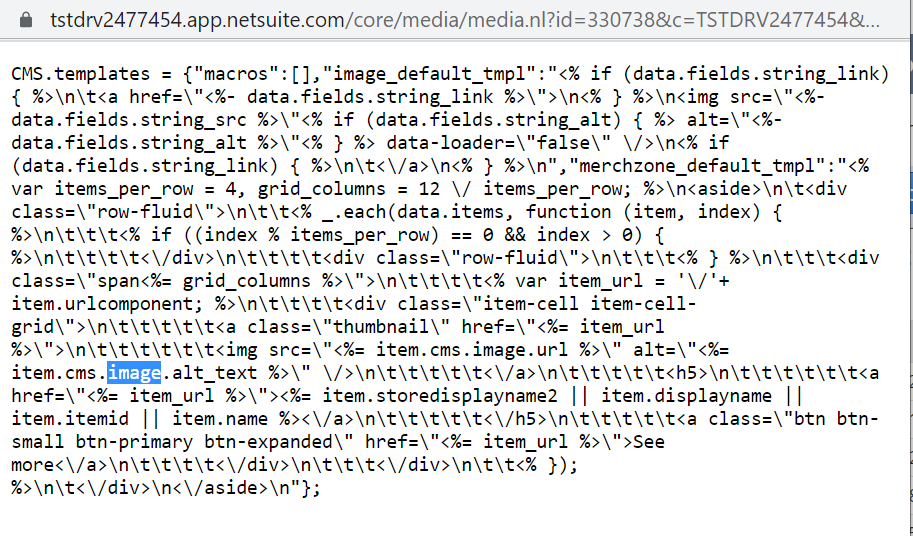 tstdrv2477454.app.netsuite.com/core/media/media.nl?id=330738&c=TSTDRV2477454&...
CMS.templates = {"macros":[],"image_default_tmpl":"<% if (data.fields.string_link)
{ %>\n\t<a href=\"<%- data.fields.string_link %>\">\n<% } %>\n<img src=\"<%-
data.fields.string_src %>\"<% if (data.fields.string_alt) { %> alt=\"<%-
data.fields.string_alt %>\"<% } %> data-loader=\"false\" \/>\n<% if
(data.fields.string_link) { %>\n\t<\/a>\n<% } %>\n","merchzone_default_tmpl":"<%
var items_per_row = 4, grid_columns = 12 \/ items_per_row; %>\n<aside>\n\t<div
class=\"row-fluid\">\n\t\t<% _.each(data.items, function (item, index) {
%>\n\t\t\t<% if ((index % items_per_row) == 0 && index > 0) {
%>\n\t\t\t\t<\/div>\n\t\t\t\t<div class=\"row-fluid\">\n\t\t\t<% } %>\n\t\t\t<div
class=\"span<%= grid_columns %>\">\n\t\t\t\t<% var item_url = '\/'+
item.urlcomponent; %>\n\t\t\t\t<div class=\"item-cell item-cell-
grid\">\n\t\t\t\t\t<a class=\"thumbnail\" href=\"<%= item_url
%>\">\n\t\t\t\t\t\t<img src=\"<%= item.cms.image.url %>\" alt=\"<%=
item.cms.image.alt_text %>\" \/>\n\t\t\t\t\t<\/a>\n\t\t\t\t\t<h5>\n\t\t\t\t\t\t<a
href=\"<%= item_url %>\"><%= item.storedisplayname2 || item.displayname ||
item.itemid || item.name %><\/a>\n\t\t\t\t\t<\/h5>\n\t\t\t\t\t<a class=\"btn btn-
small btn-primary btn-expanded\" href=\"<%= item_url %>\">See
more<\/a>\n\t\t\t\t<\/div>\n\t\t\t<\/div>\n\t\t<% });
%>\n\t<\/div>\n<\/aside>\n"};